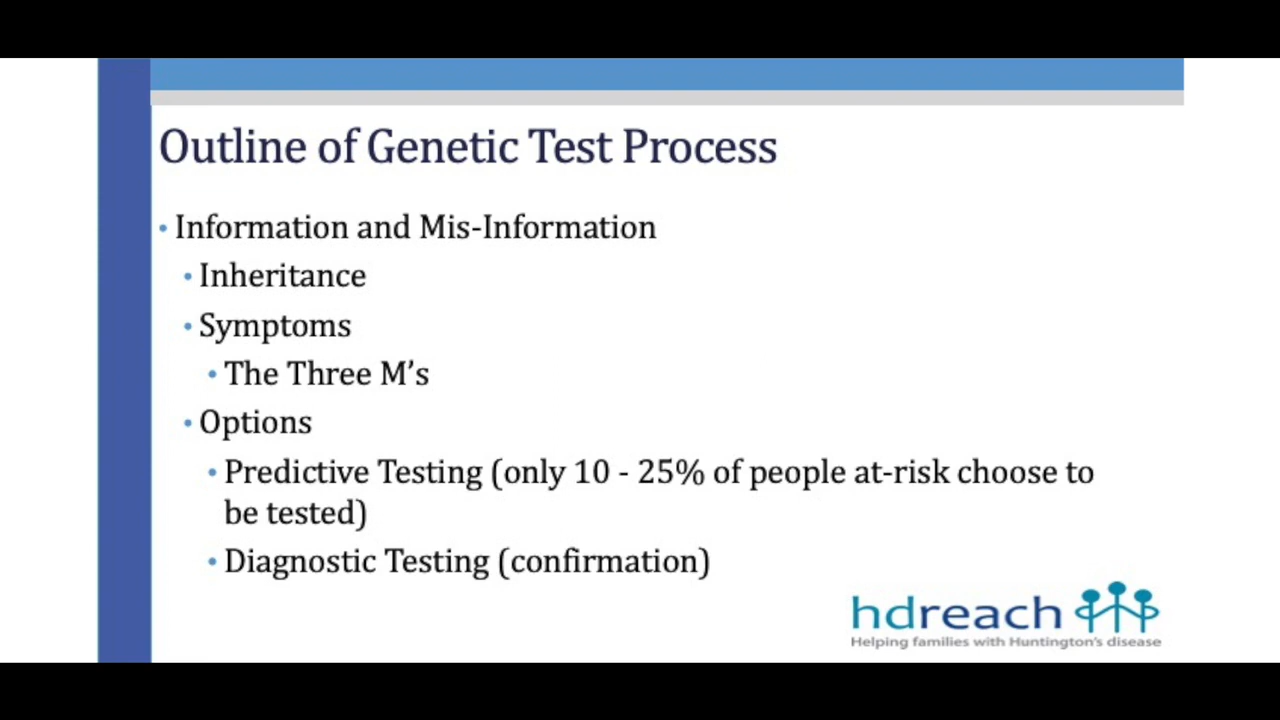 Outline of Genetic Test Process
• Information and Mis-Information
• Inheritance
• Symptoms
• The Three M’s
• Options
• Predictive Testing (only 10 - 25% of people at-risk choose to
be tested)
• Diagnostic Testing (confirmation)
hdreach
Helping families with Huntington's disease